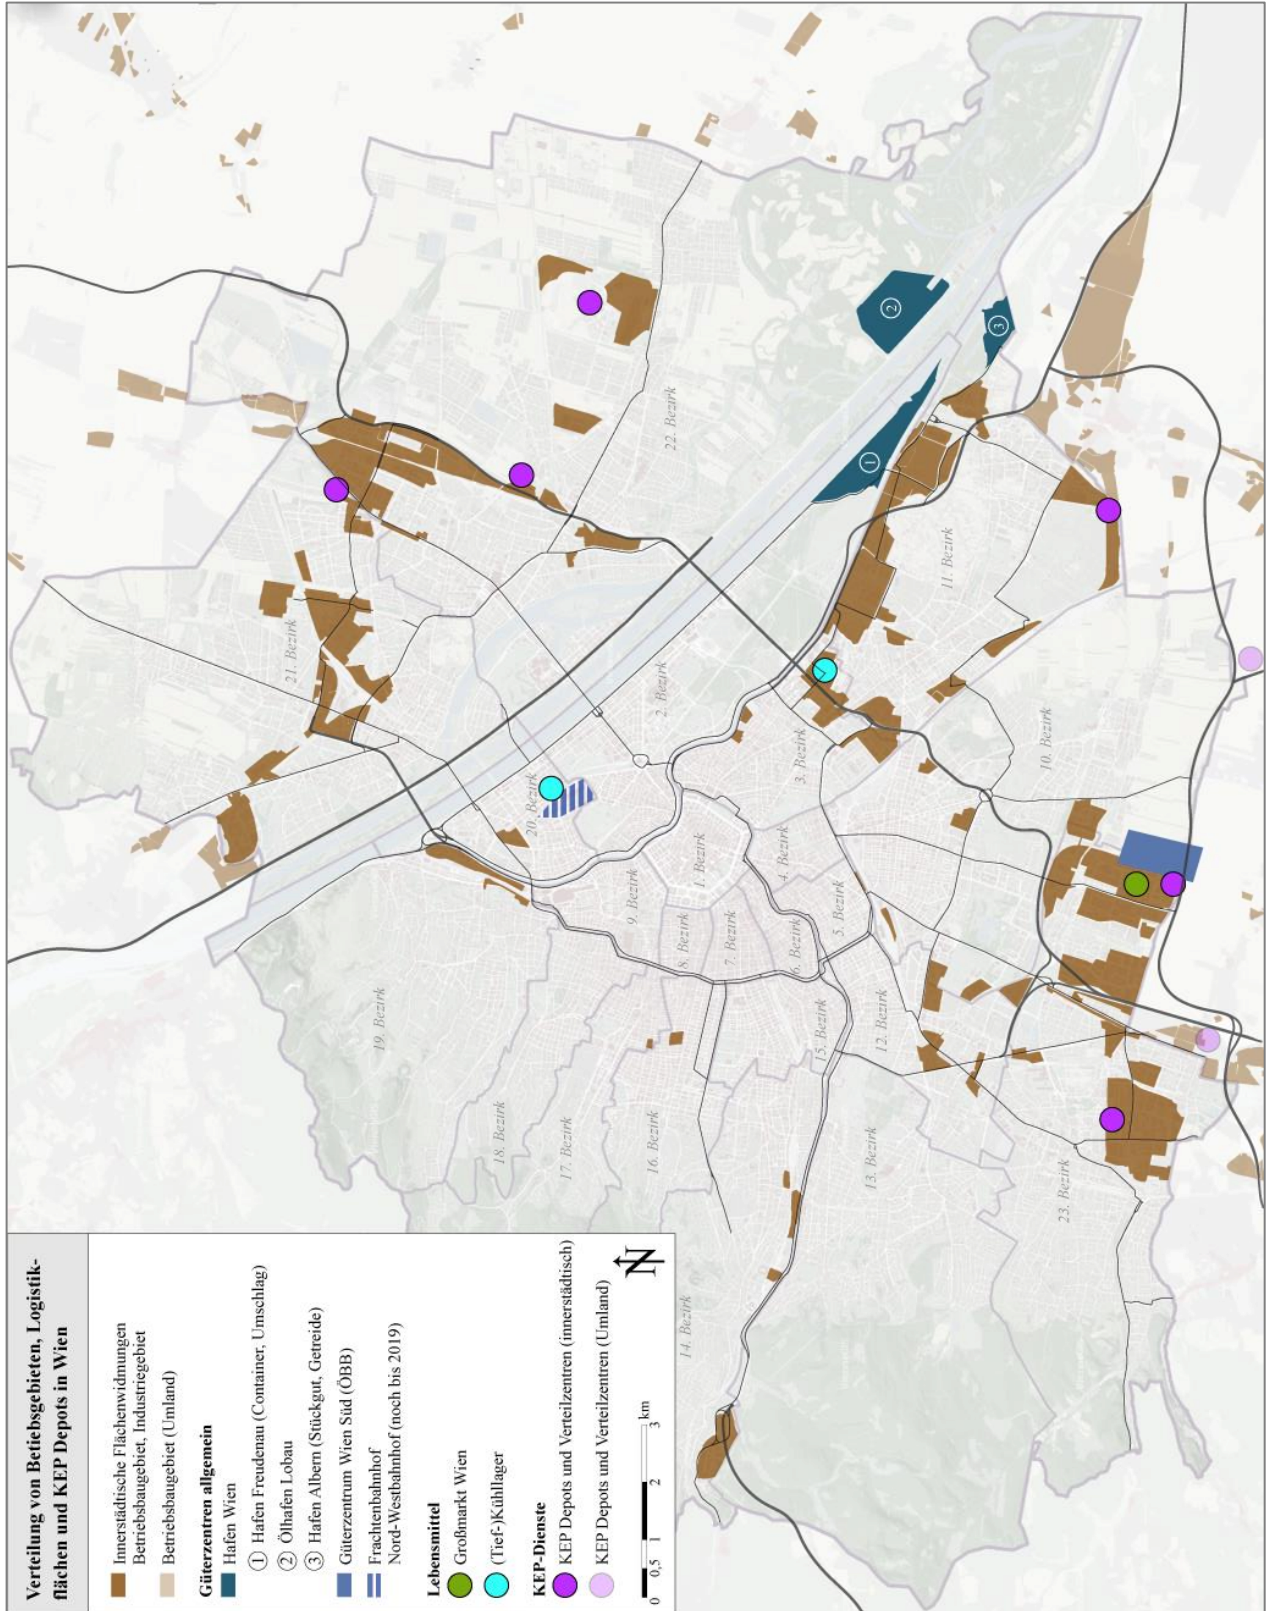 Verteilung von Betiebsgebieten, Logistik-
flächen und KEP Depots in Wien
Innerstädtische Flächenwidmungen
Betriebsbaugebiet, Industriegebiet
Betriebsbaugebiet (Umland)
Güterzentren allgemein
Hafen Wien
1 Hafen Freudenau (Container, Umschlag)
2 Ölhafen Lobau
3 Hafen Albern (Stückgut, Getreide)
Güterzentrum Wien Süd (ÖBB)
Frachtenbahnhof
Nord-Westbahnhof (noch bis 2019)
Lebensmittel
Großmarkt Wien
(Tief-)Kühllager
KEP-Dienste
KEP Depots und Verteilzentren (innerstädtisch)
KEP Depots und Verteilzentren (Umland)
0 0,5 1 2 3 km
N
19. Bezirk
18. Bezirk
17. Bezirk
16. Bezirk
14. Bezirk
13. Bezirk
23. Bezirk
15. Bezirk
12. Bezirk
9. Bezirk
8. Bezirk
7. Bezirk
6. Bezirk
5. Bezirk
1. Bezirk
4. Bezirk
3. Bezirk
20. Bezirk
2. Bezirk
10. Bezirk
21. Bezirk
11. Bezirk
22. Bezirk
1
2
3